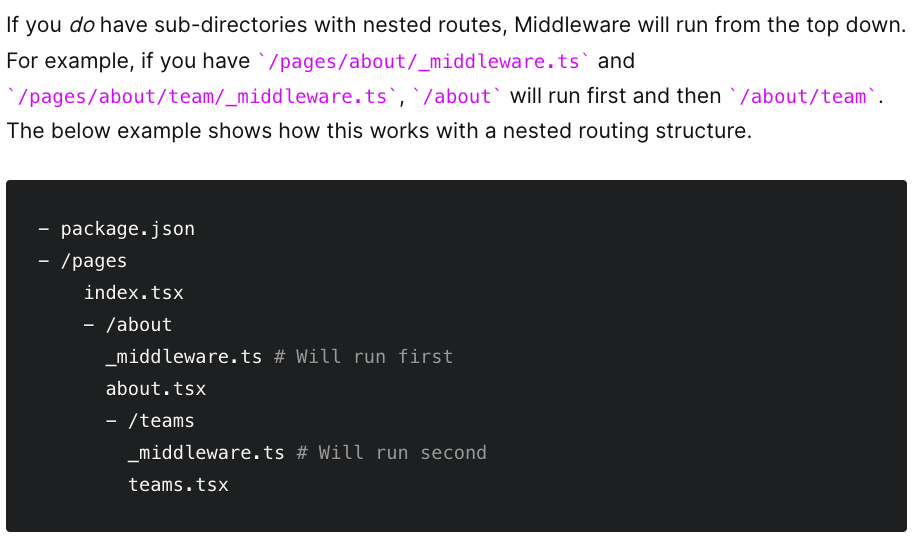 If you do have sub-directories with nested routes, Middleware will run from the top down.
For example, if you have `/pages/about/_middleware.ts` and
`/pages/about/team/_middleware.ts`, `/about` will run first and then `/about/team`.
The below example shows how this works with a nested routing structure.
- package.json
- /pages
index.tsx
- /about
_middleware.ts # Will run first
about.tsx
- /teams
_middleware.ts # Will run second
teams.tsx